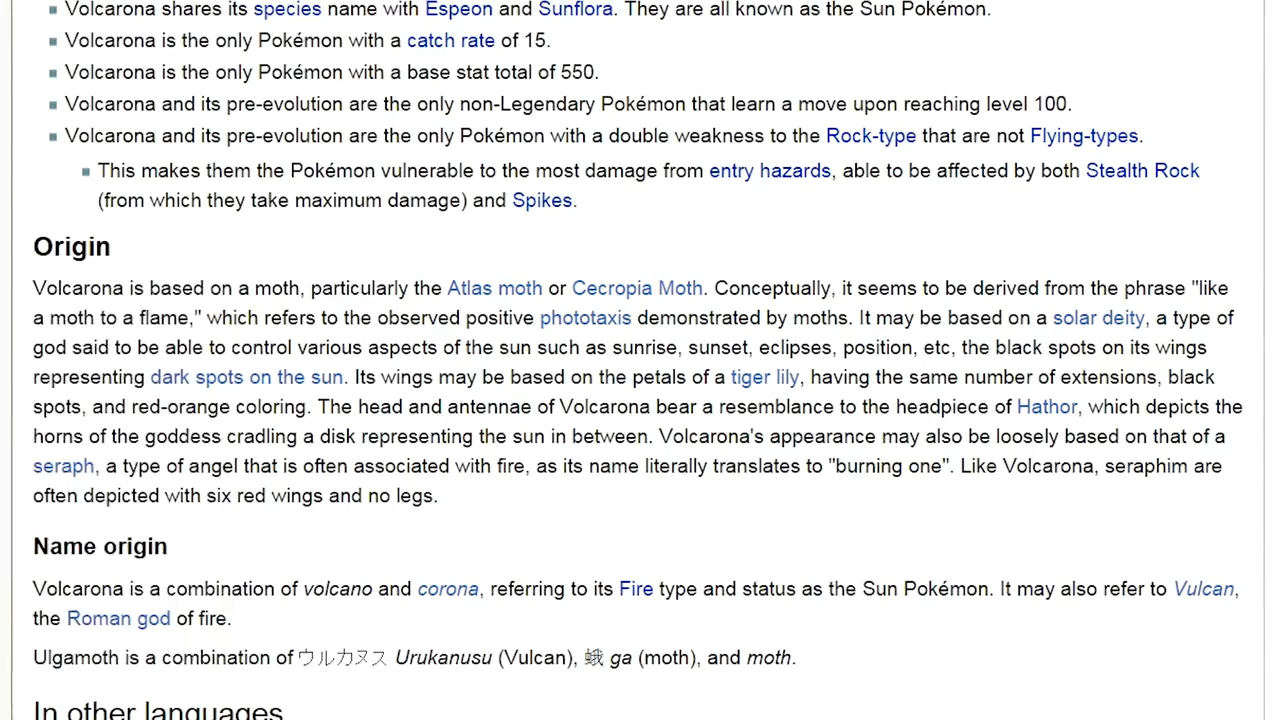 Volcarona shares its species name with Espeon and Sunflora. They are all known as the Sun Pokémon.
Volcarona is the only Pokémon with a catch rate of 15.
Volcarona is the only Pokémon with a base stat total of 550.
Volcarona and its pre-evolution are the only non-Legendary Pokémon that learn a move upon reaching level 100.
Volcarona and its pre-evolution are the only Pokémon with a double weakness to the Rock-type that are not Flying-types.
This makes them the Pokémon vulnerable to the most damage from entry hazards, able to be affected by both Stealth Rock
(from which they take maximum damage) and Spikes.
Origin
Volcarona is based on a moth, particularly the Atlas moth or Cecropia Moth. Conceptually, it seems to be derived from the phrase "like
a moth to a flame," which refers to the observed positive phototaxis demonstrated by moths. It may be based on a solar deity, a type of
god said to be able to control various aspects of the sun such as sunrise, sunset, eclipses, position, etc, the black spots on its wings
representing dark spots on the sun. Its wings may be based on the petals of a tiger lily, having the same number of extensions, black
spots, and red-orange coloring. The head and antennae of Volcarona bear a resemblance to the headpiece of Hathor, which depicts the
horns of the goddess cradling a disk representing the sun in between. Volcarona's appearance may also be loosely based on that of a
seraph, a type of angel that is often associated with fire, as its name literally translates to "burning one". Like Volcarona, seraphim are
often depicted with six red wings and no legs.
Name origin
Volcarona is a combination of volcano and corona, referring to its Fire type and status as the Sun Pokémon. It may also refer to Vulcan,
the Roman god of fire.
Ulgamoth is a combination of ウルカヌス Urukanusu (Vulcan), 蛾 ga (moth), and moth.
In other languages